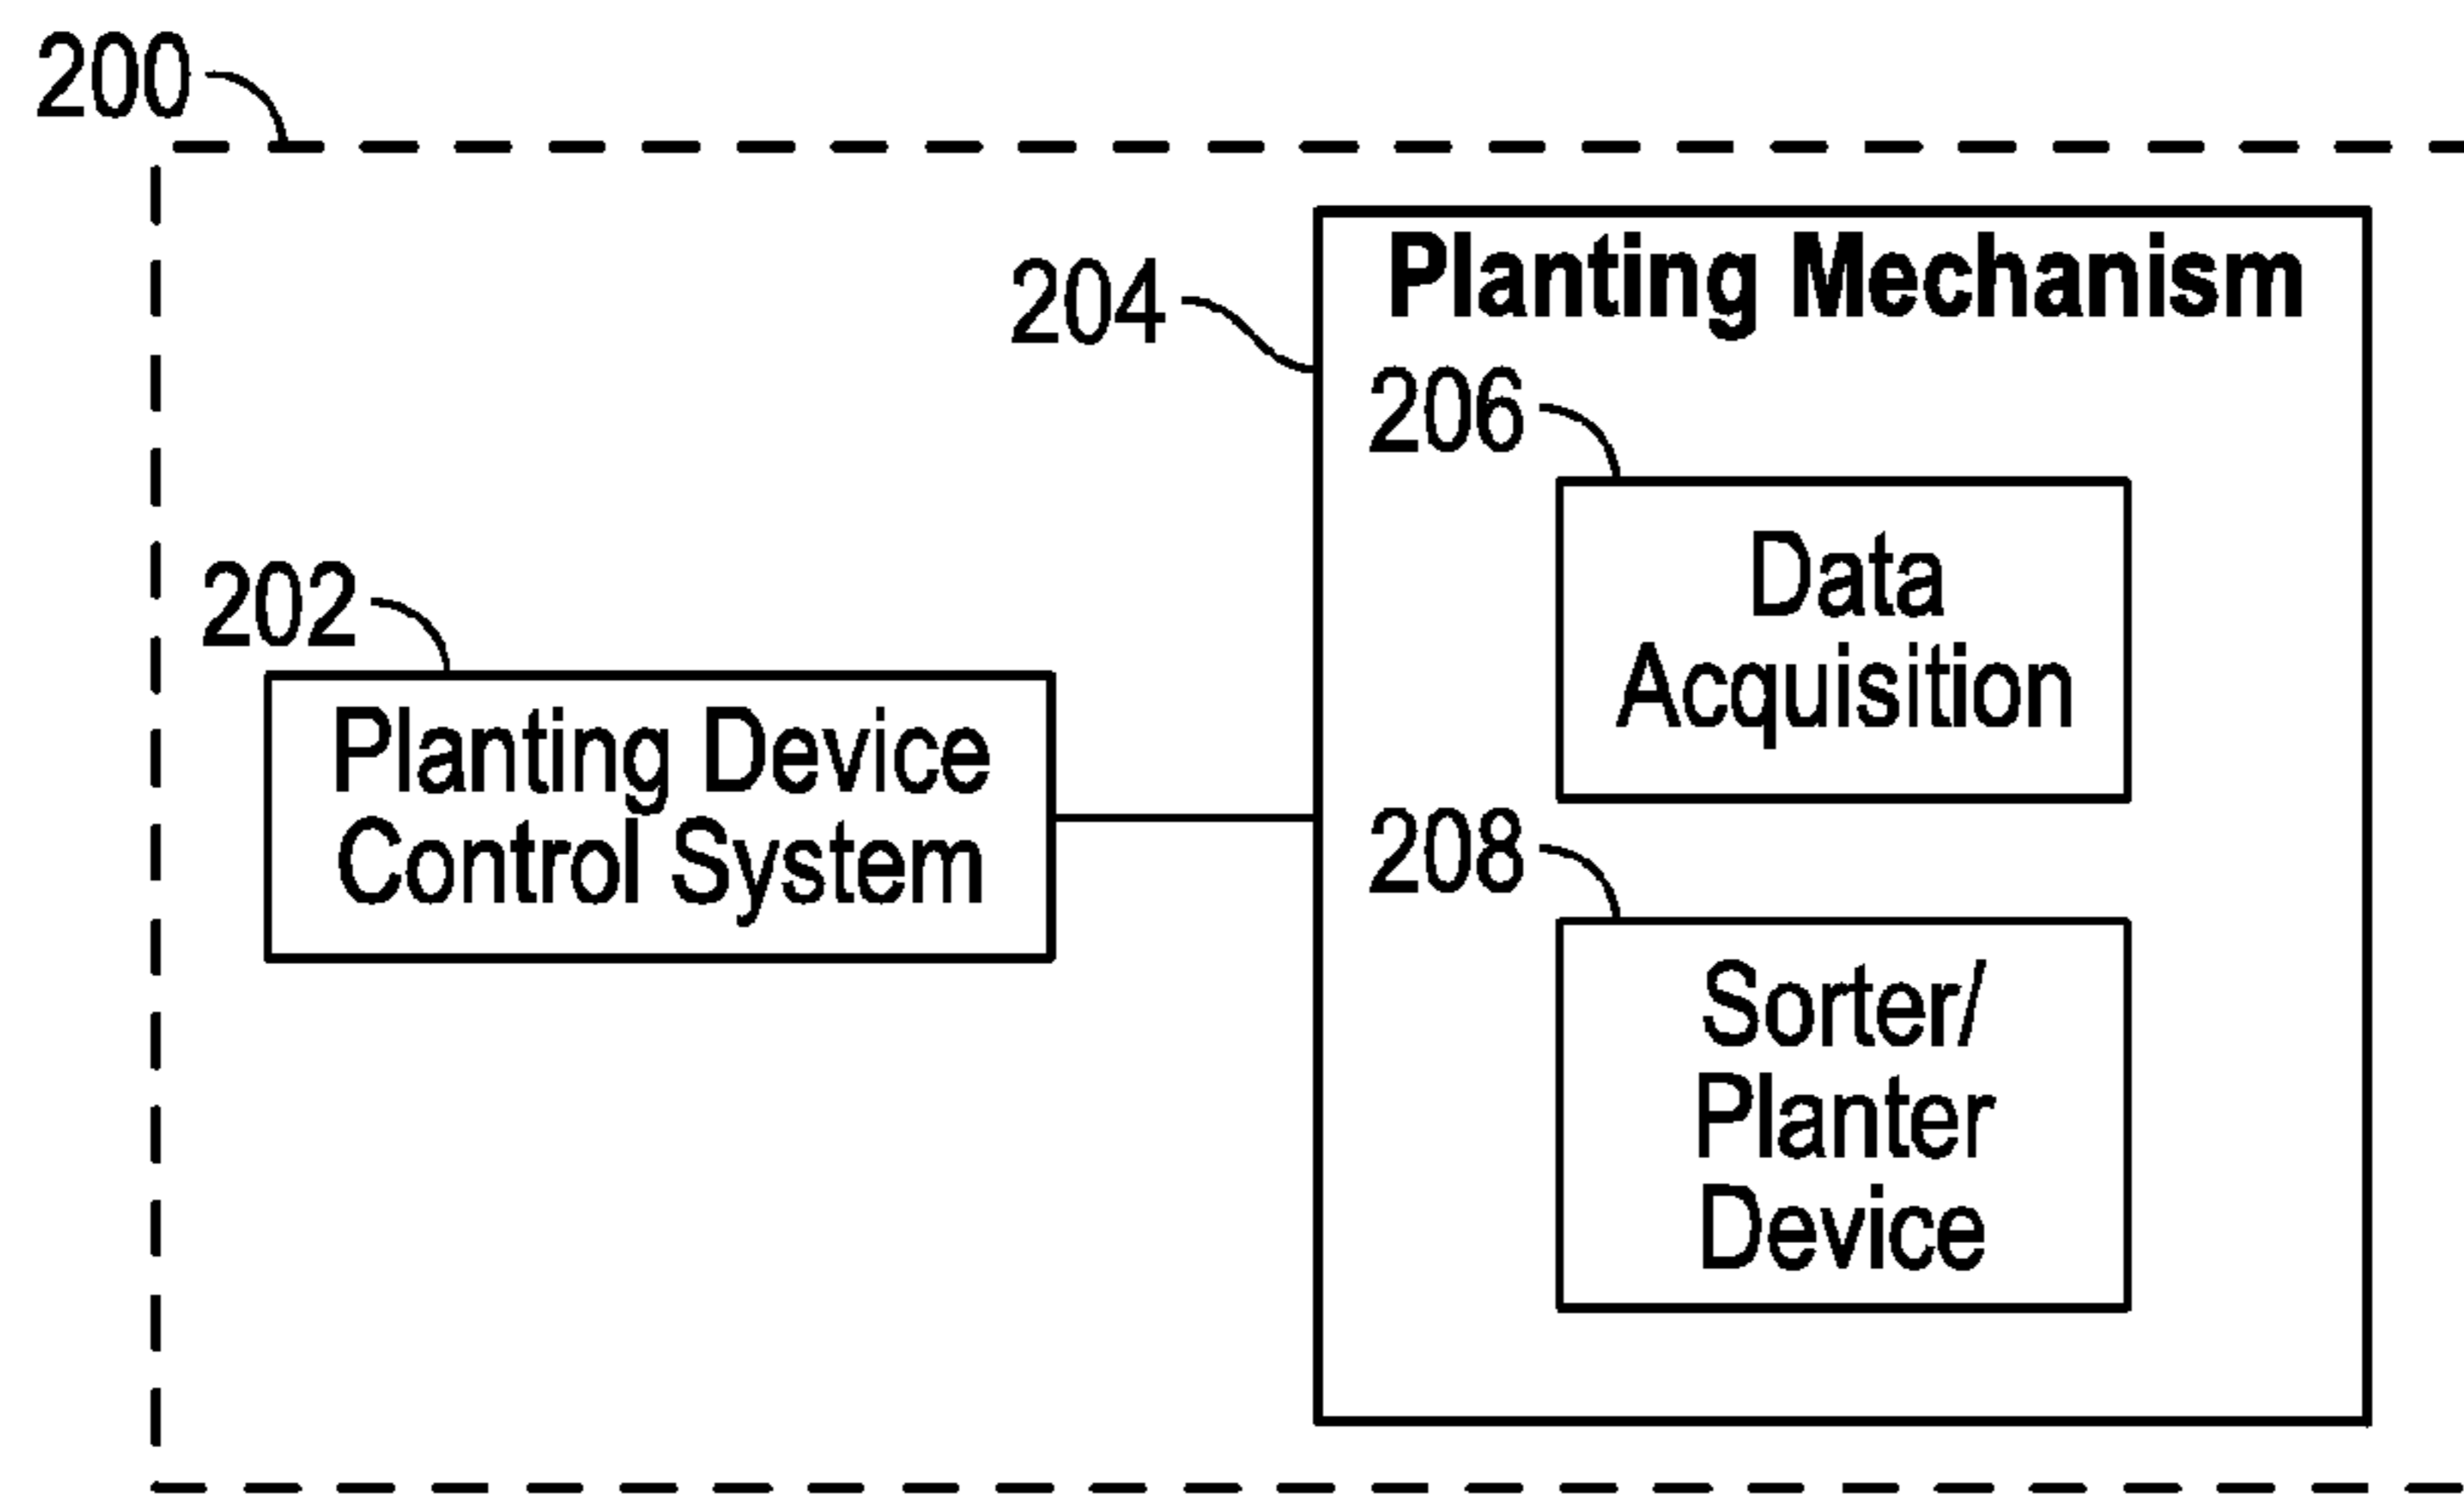 200
204
Planting Mechanism
206
Data
Acquisition
202
Planting Device
Control System
208
Sorter/
Planter
Device